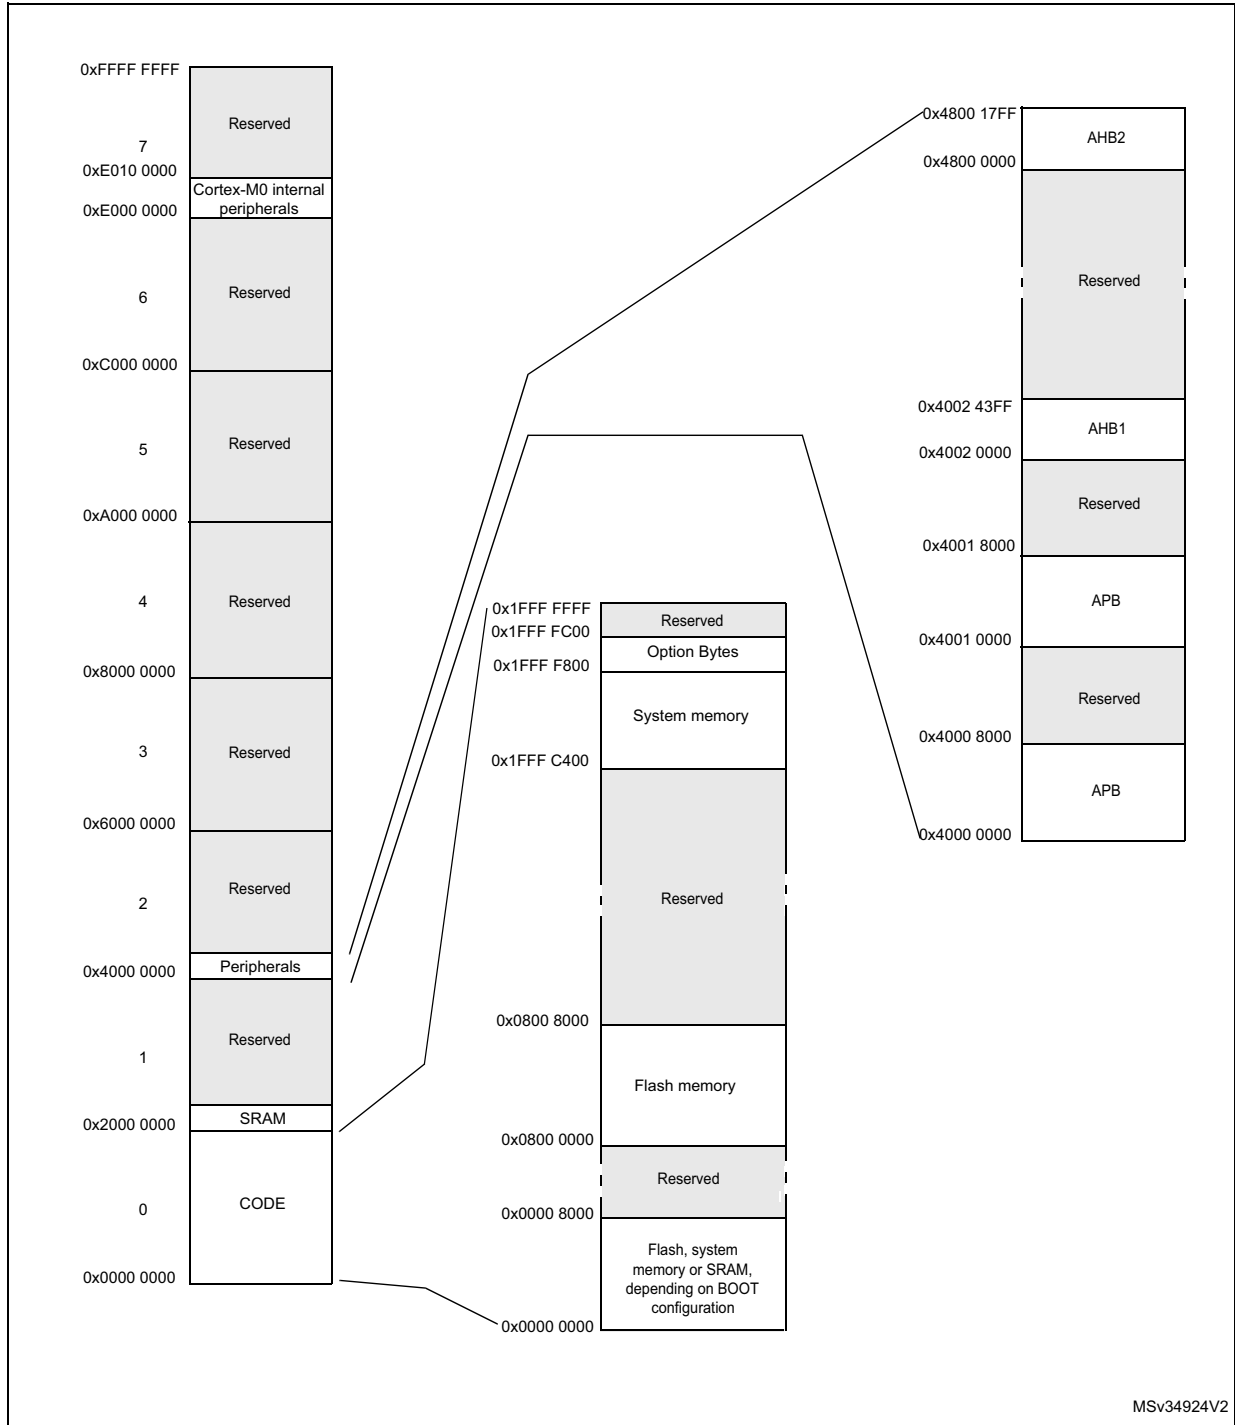 0xFFFF FFFF
Reserved
7
0xE010 0000
Cortex-M0 internal
peripherals
0xE000 0000
Reserved
6
0xC000 0000
Reserved
5
0xA000 0000
Reserved
4
0x8000 0000
Reserved
3
0x6000 0000
Reserved
2
0x4000 0000
Peripherals
Reserved
1
0x2000 0000
SRAM
CODE
0
0x0000 0000
0x1FFF FFFF
Reserved
0x1FFF FC00
Option Bytes
0x1FFF F800
System memory
0x1FFF C400
Reserved
0x0800 8000
Flash memory
0x0800 0000
Reserved
0x0000 8000
Flash, system
memory or SRAM,
depending on BOOT
configuration
0x0000 0000
0x4800 17FF
AHB2
0x4800 0000
Reserved
0x4002 43FF
AHB1
0x4002 0000
Reserved
0x4001 8000
APB
0x4001 0000
Reserved
0x4000 8000
APB
0x4000 0000
MSv34924V2